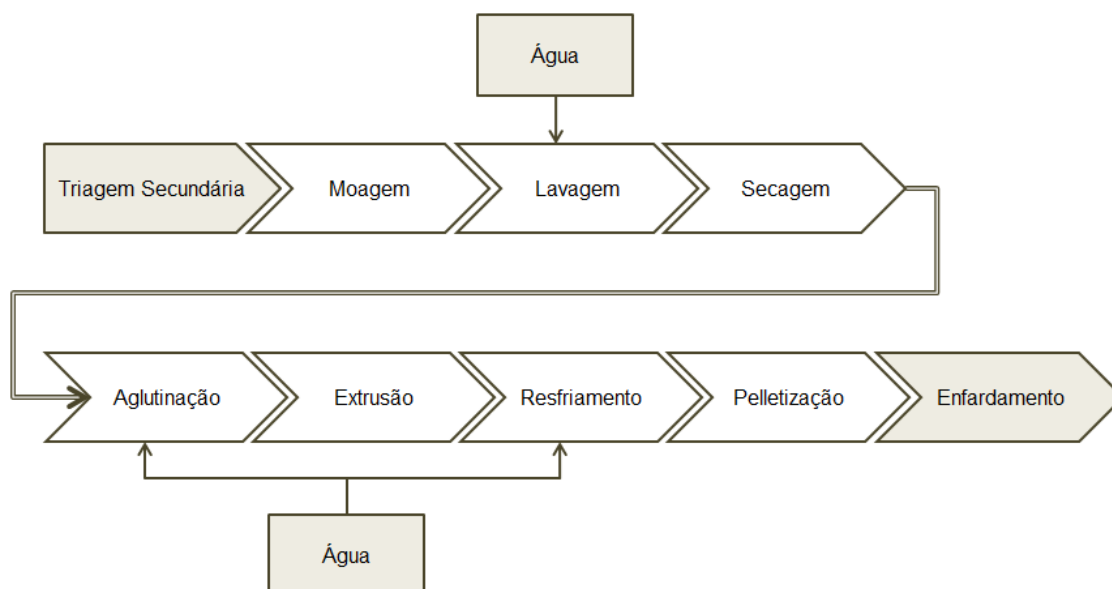 Água
Triagem Secundária
Moagem
Lavagem
Secagem
Aglutinação
Extrusão
Resfriamento
Pelletização
Enfardamento
Água